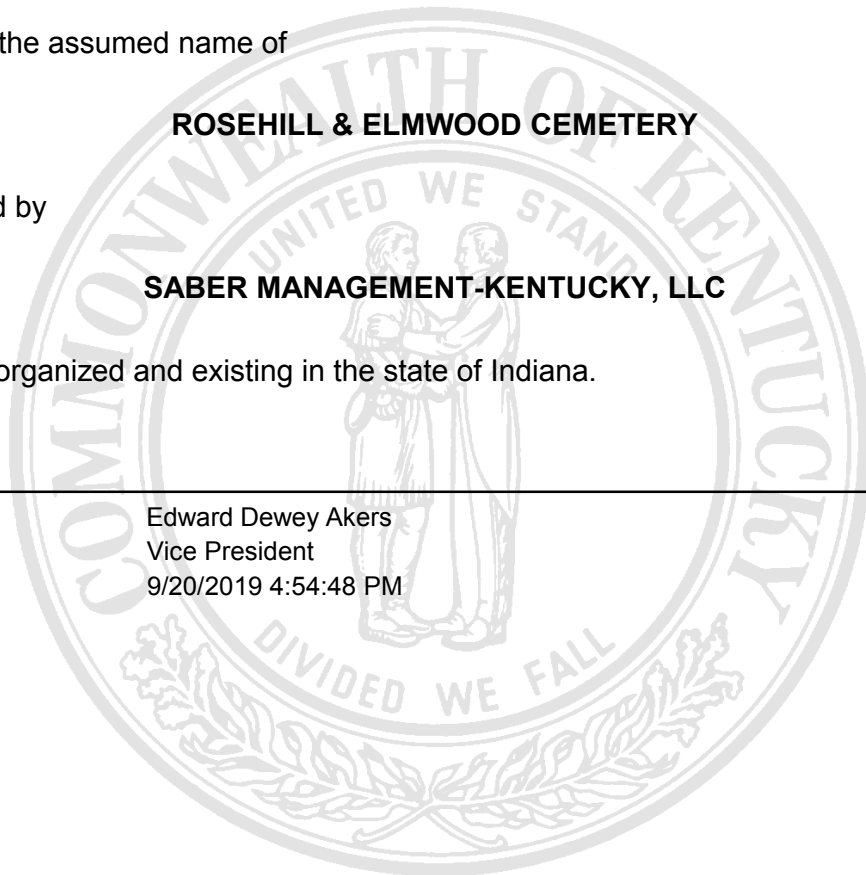 the assumed name of
ROSEHILL & ELMWOOD CEMETERY
d by
SABER MANAGEMENT-KENTUCKY, LLC
organized and existing in the state of Indiana.
Edward Dewey Akers
Vice President
9/20/2019 4:54:48 PM
COMMONWEALTH OF KENTUCKY
UNITED WE STAND
DIVIDED WE FALL